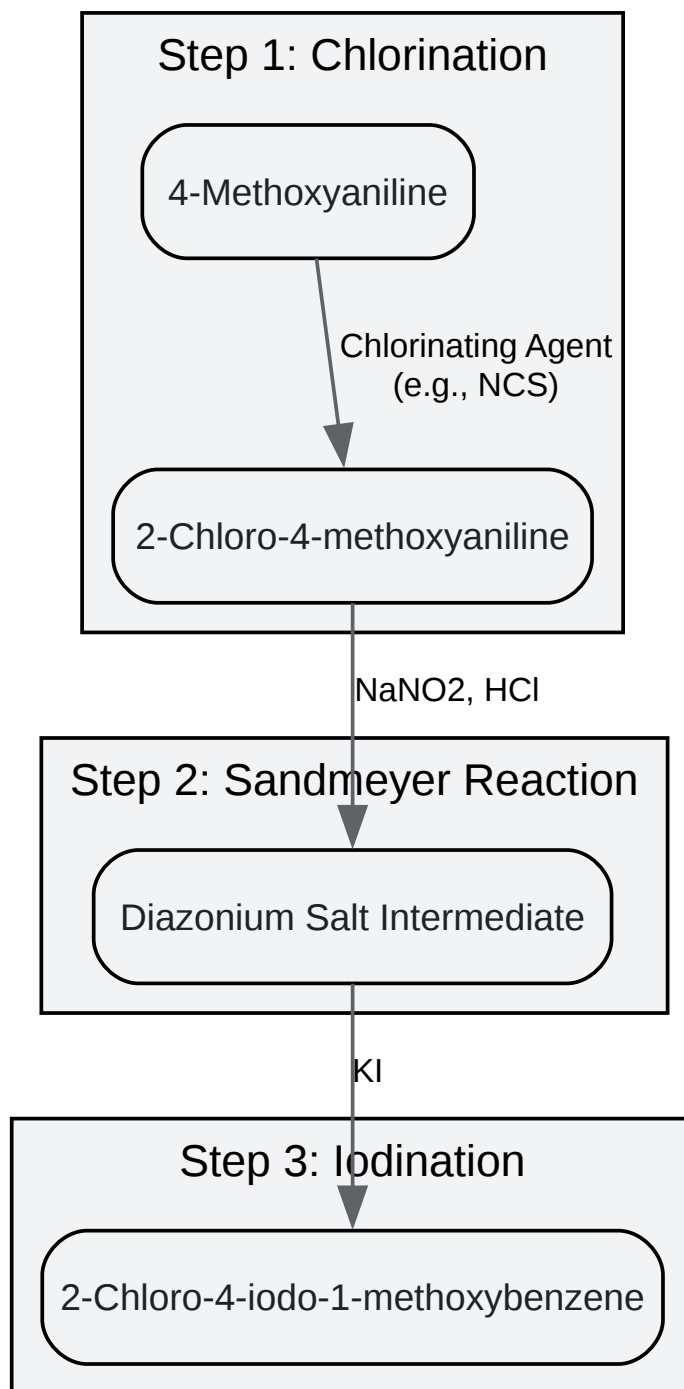 Step 1: Chlorination
4-Methoxyaniline
Chlorinating Agent
(e.g., NCS)
2-Chloro-4-methoxyaniline
NaNO2, HCl
Step 2: Sandmeyer Reaction
Diazonium Salt Intermediate
KI
Step 3: Iodination
2-Chloro-4-iodo-1-methoxybenzene